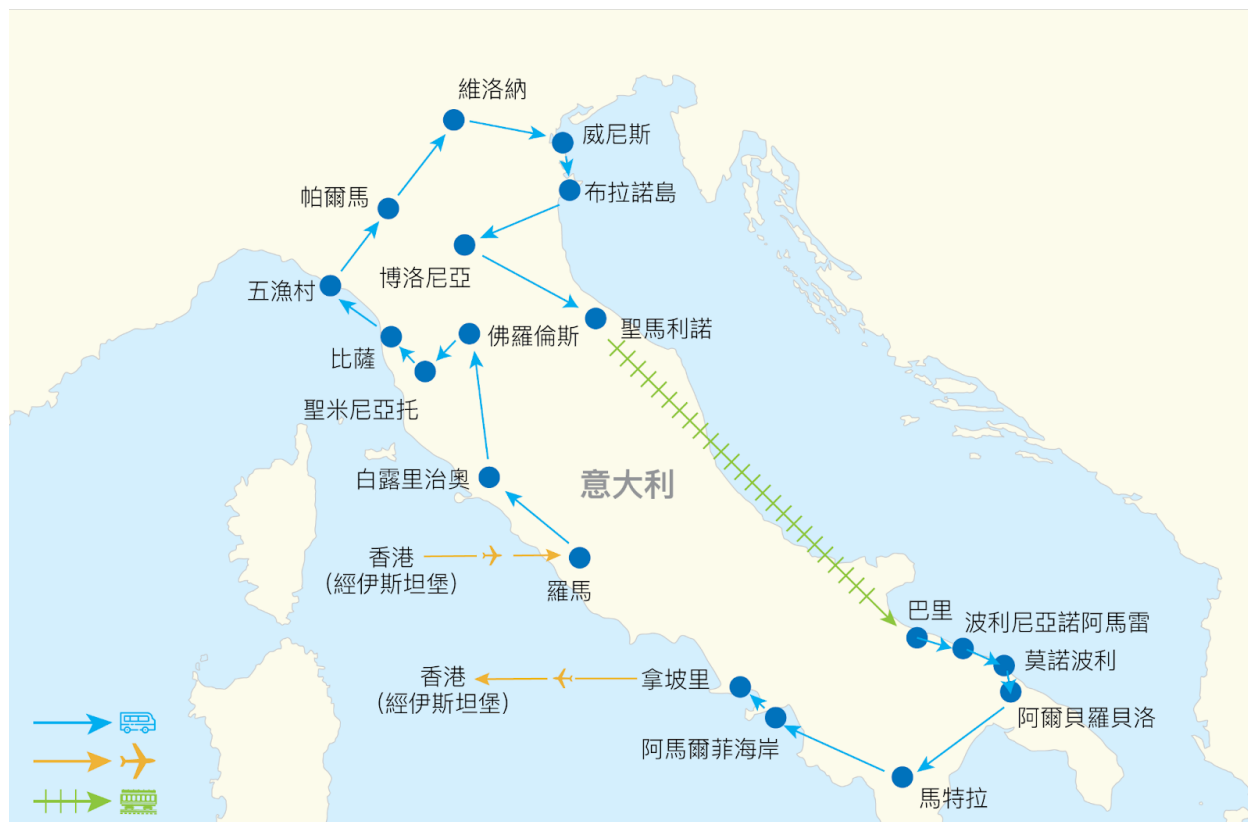 維洛納
威尼斯
帕爾馬
布拉諾島
博洛尼亞
五漁村
聖馬利諾
佛羅倫斯
比薩
聖米尼亞托
白露里治奧
意大利
香港
(經伊斯坦堡)
羅馬
巴里
波利尼亞諾阿馬雷
莫諾波利
香港
(經伊斯坦堡)
拿坡里
阿爾貝羅貝洛
阿馬爾菲海岸
馬特拉